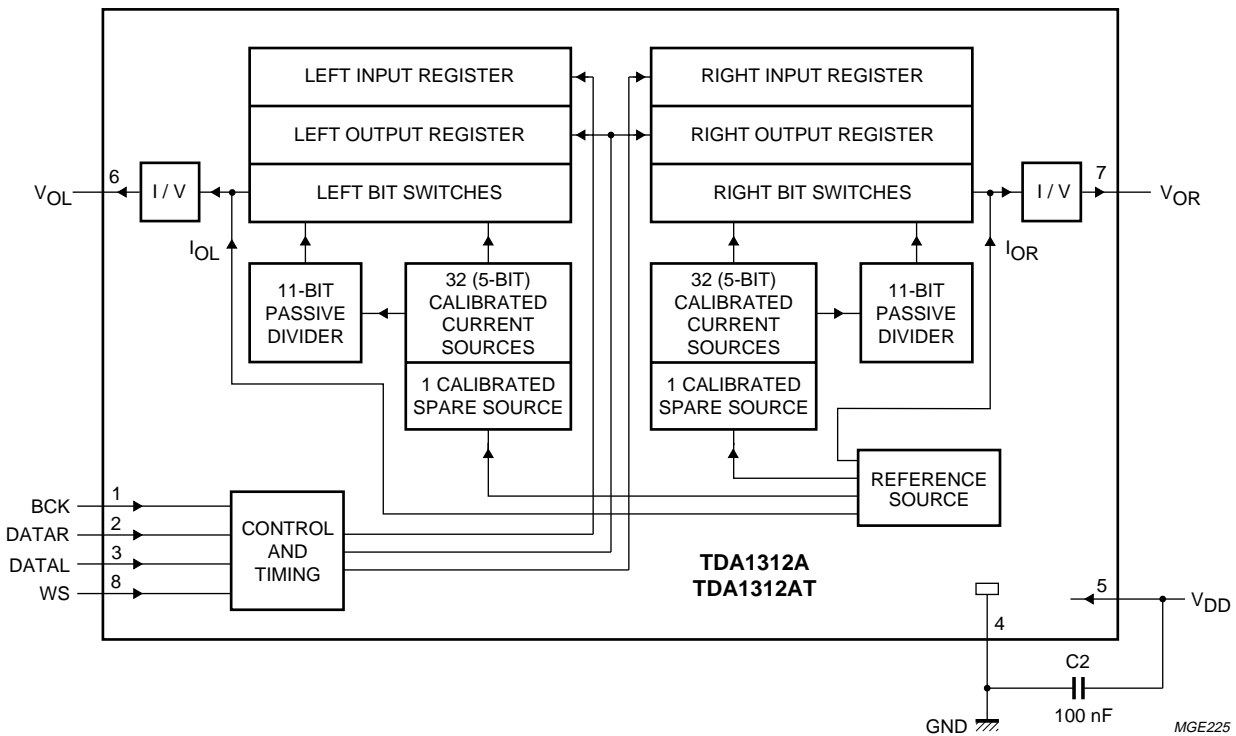 LEFT INPUT REGISTER
LEFT OUTPUT REGISTER
LEFT BIT SWITCHES
RIGHT INPUT REGISTER
RIGHT OUTPUT REGISTER
RIGHT BIT SWITCHES
6
VOL
I / V
IOL
I / V
7
VOR
IOR
11-BIT
PASSIVE
DIVIDER
32 (5-BIT)
CALIBRATED
CURRENT
SOURCES
1 CALIBRATED
SPARE SOURCE
32 (5-BIT)
CALIBRATED
CURRENT
SOURCES
1 CALIBRATED
SPARE SOURCE
11-BIT
PASSIVE
DIVIDER
REFERENCE
SOURCE
BCK
1
DATAR
2
DATAL
3
WS
8
CONTROL
AND
TIMING
TDA1312A
TDA1312AT
5
VDD
4
C2
100 nF
GND
MGE225